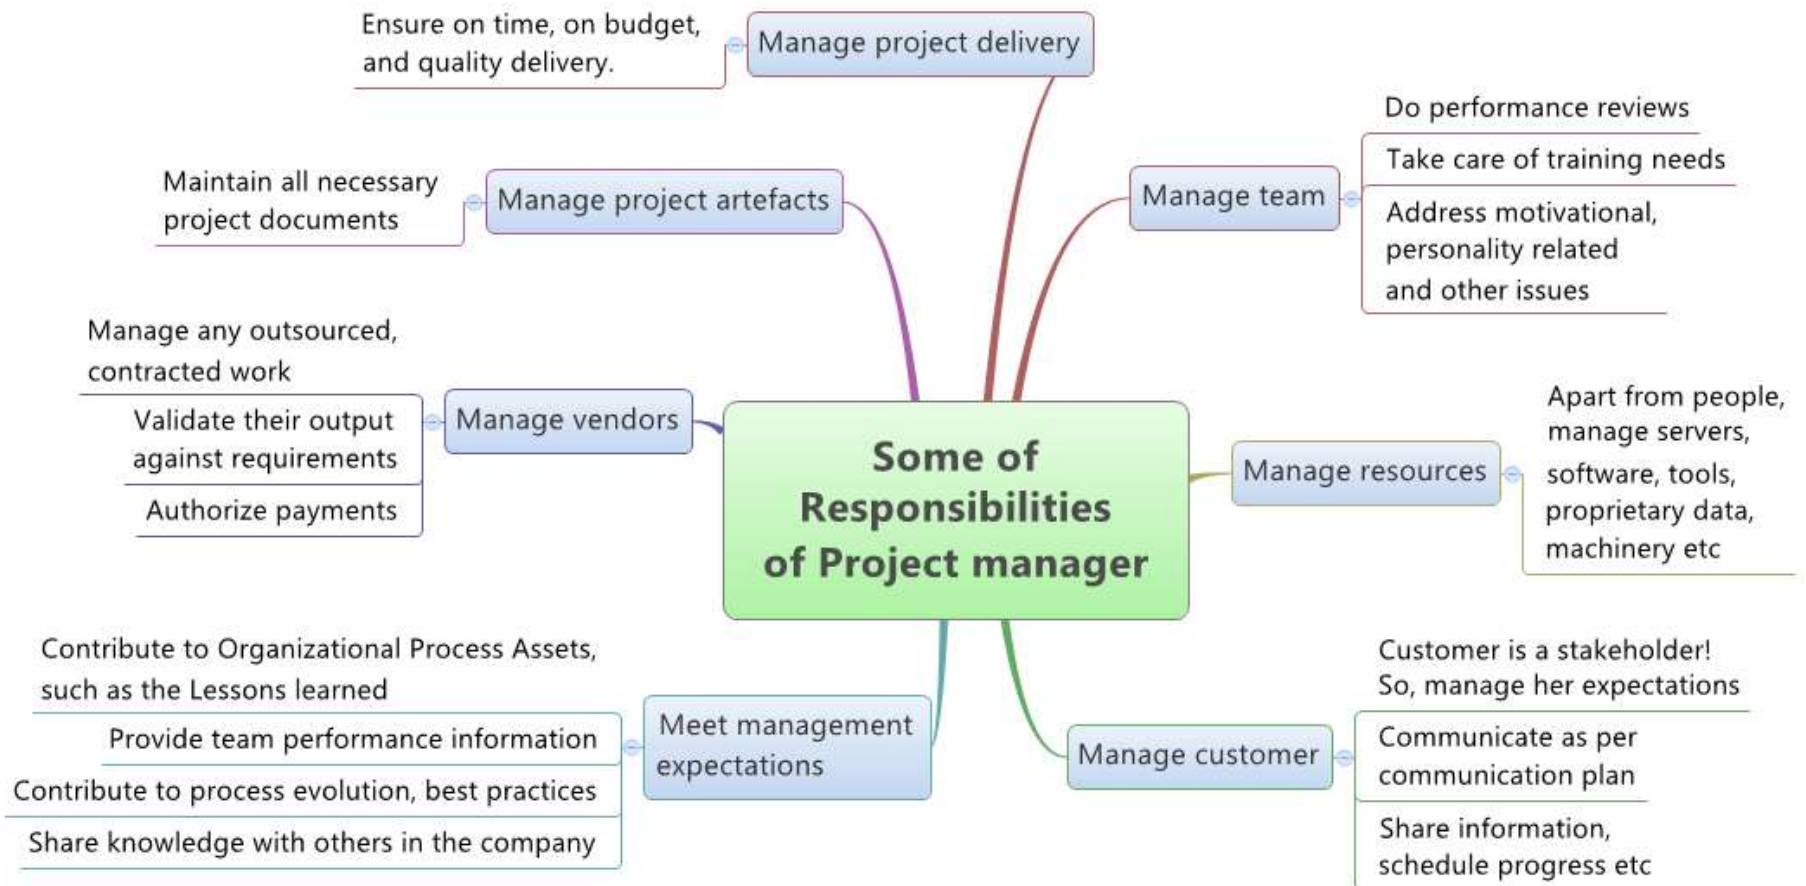 Ensure on time, on budget,
and quality delivery.
Manage project delivery
Do performance reviews
Take care of training needs
Address motivational,
personality related
and other issues
Manage team
Maintain all necessary
project documents
Manage project artefacts
Manage any outsourced,
contracted work
Validate their output
against requirements
Authorize payments
Manage vendors
Some of
Responsibilities
of Project manager
Manage resources
Apart from people,
manage servers,
software, tools,
proprietary data,
machinery etc
Contribute to Organizational Process Assets,
such as the Lessons learned
Provide team performance information
Contribute to process evolution, best practices
Share knowledge with others in the company
Meet management
expectations
Manage customer
Customer is a stakeholder!
So, manage her expectations
Communicate as per
communication plan
Share information,
schedule progress etc